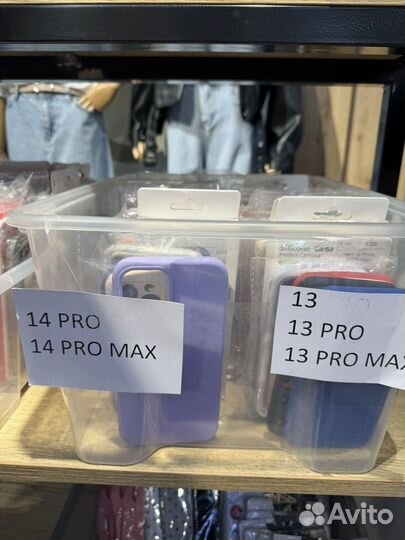 Silicone Case
14 PRO
14 PRO MAX
13
13 PRO
13 PRO MAX
Avito